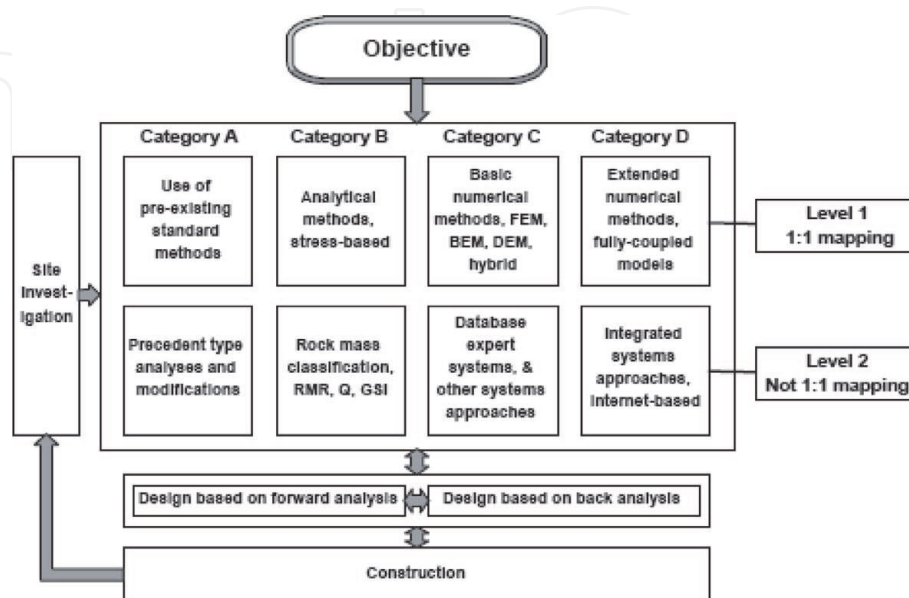 Objective
Category A
Category B
Category C
Category D
Use of
pre-existing
standard
methods
Analytical
methods,
stress-based
Basic
numerical
methods, FEM,
BEM, DEM,
hybrid
Extended
numerical
methods,
fully-coupled
models
Level 1
1:1 mapping
Site
Invest-
igation
Precedent type
analyses and
modifications
Rock mass
classification,
RMR, Q, GSI
Database
expert
systems, &
other systems
approaches
Integrated
systems
approaches,
internet-based
Level 2
Not 1:1 mapping
Design based on forward analysis
Design based on back analysis
Construction